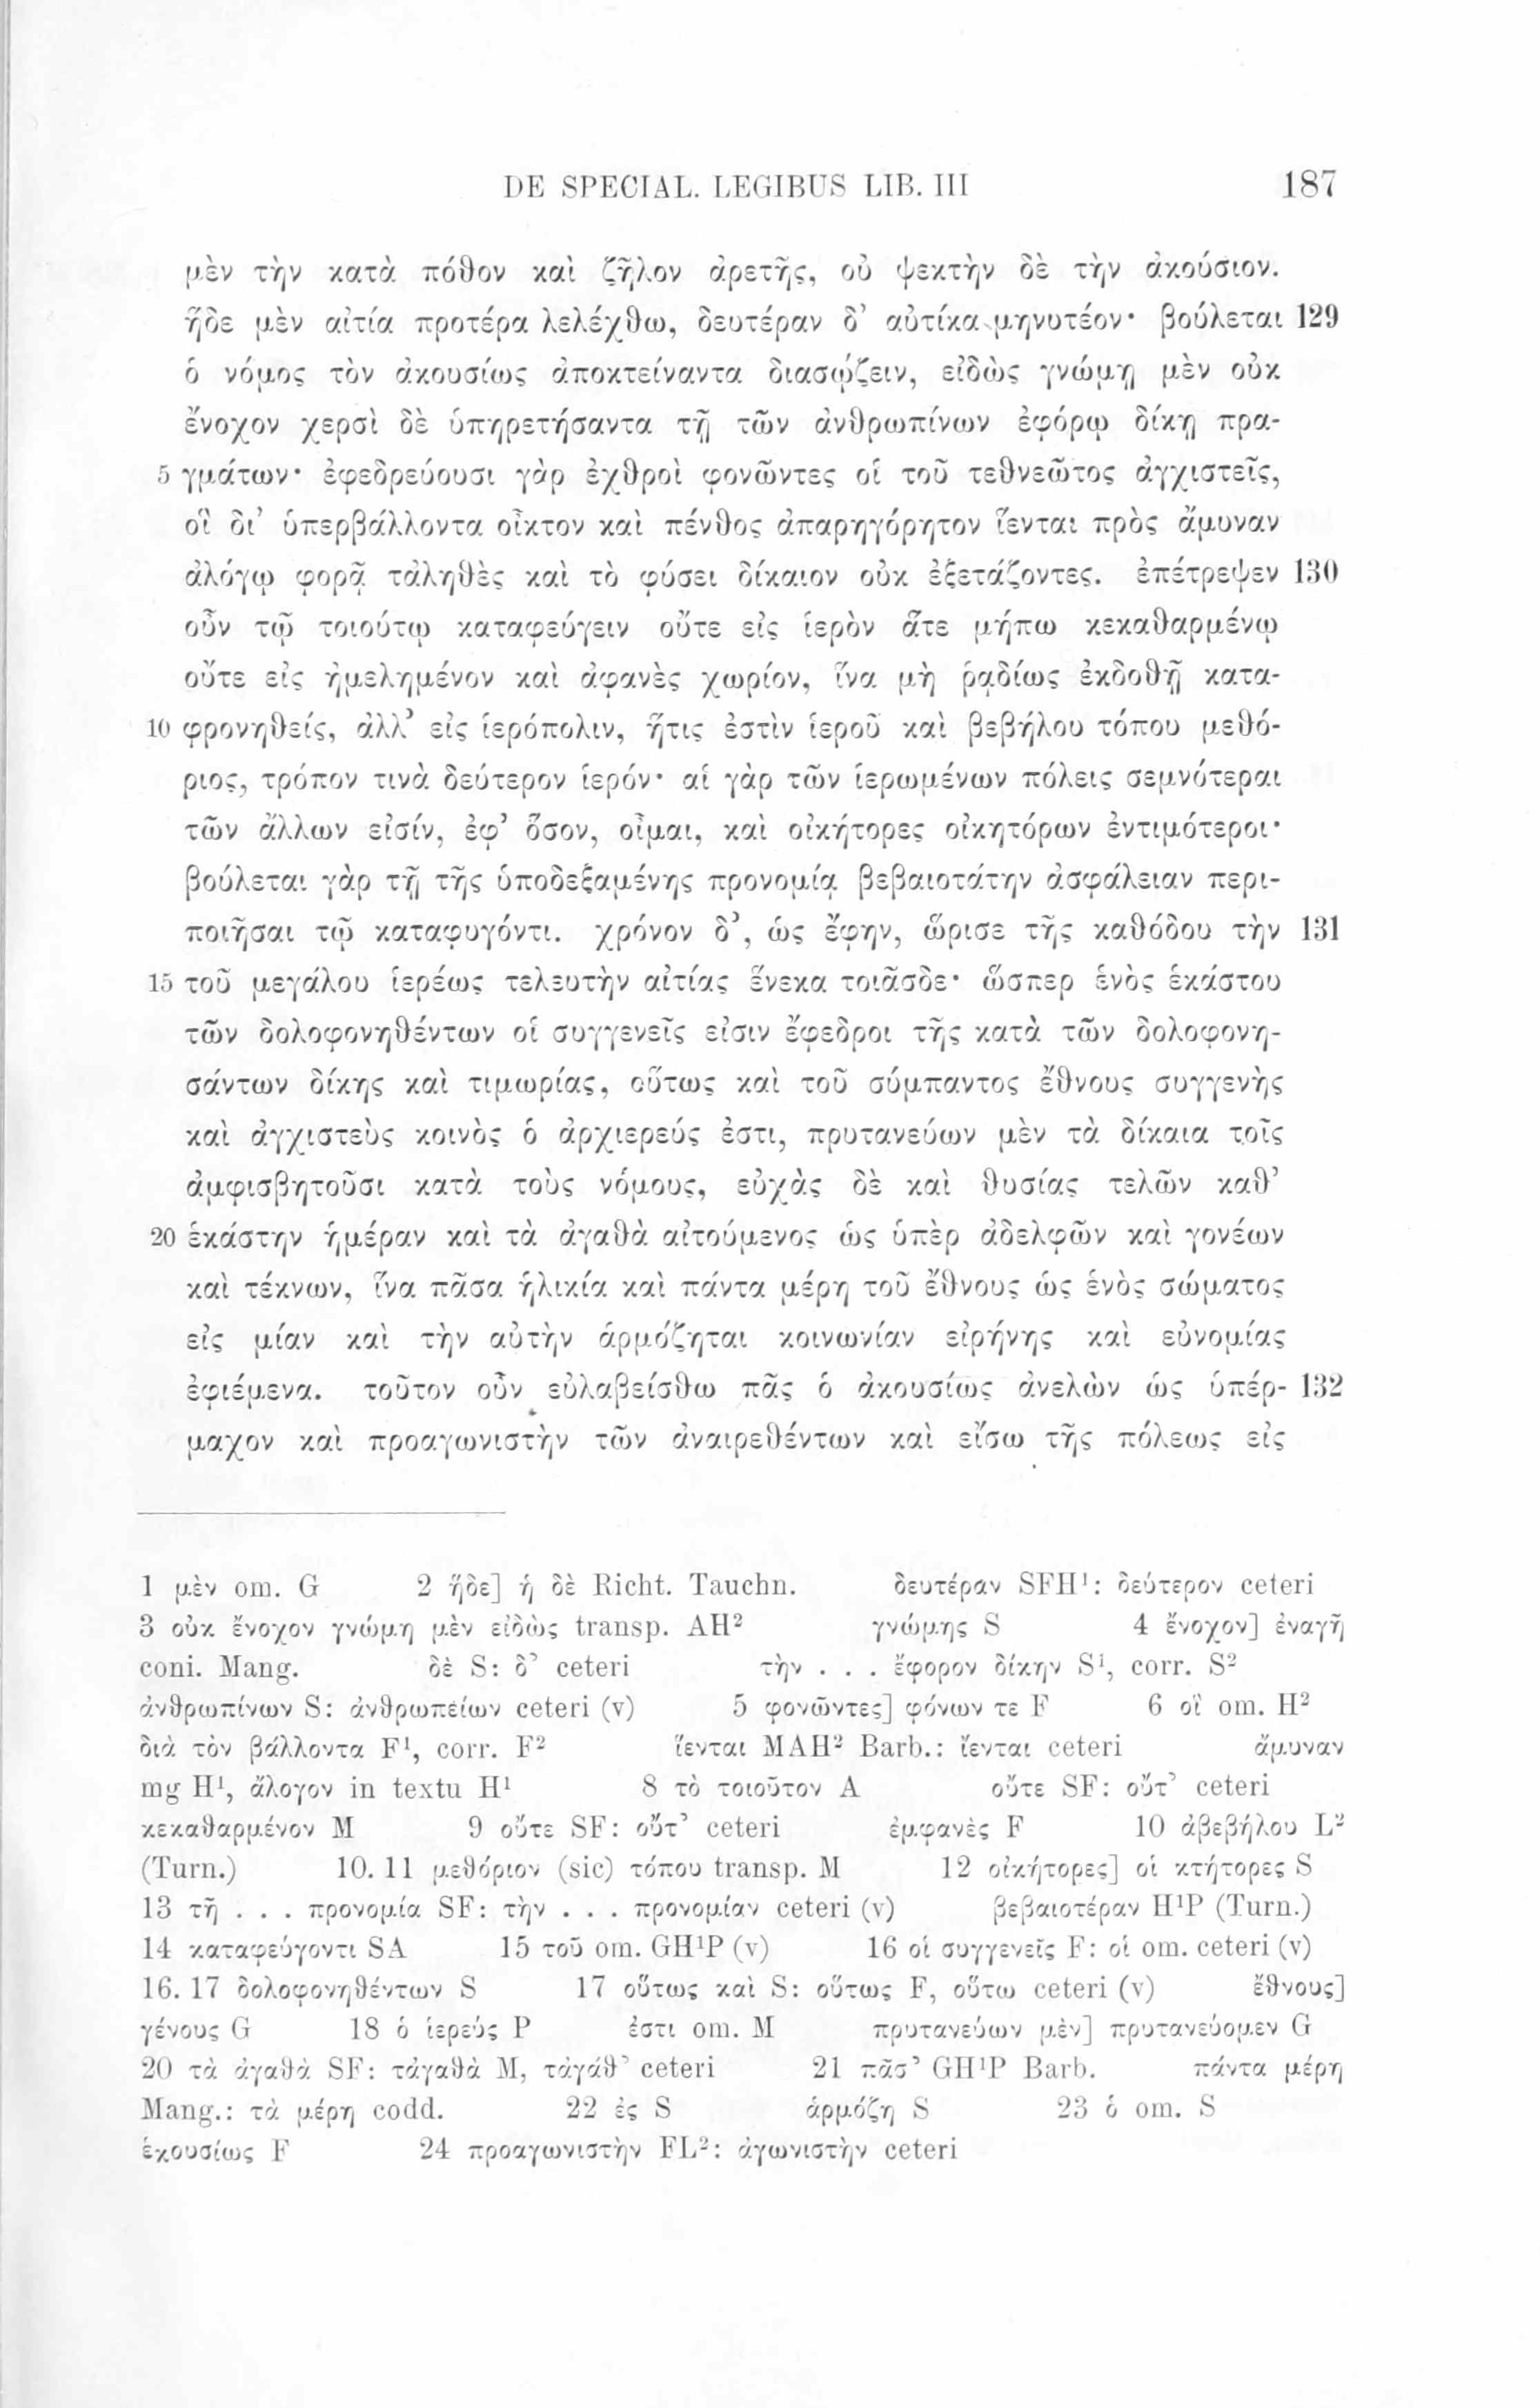 DE SPECIAL. LEGIBUS LIB. III 187
μὲν τὴν κατὰ πόθον καὶ ζῆλον ἀρετῆς, οὐ ψεκτὴν δὲ τὴν ἀκούσιον.
ἥδε μὲν αἰτία προτέρα λελέχθω, δευτέραν δ’ αὐτίκα μηνυτέον· βούλεται 129
ὁ νόμος τὸν ἀκουσίως ἀποκτείναντα διασῴζειν, εἰδὼς γνώμῃ μὲν οὐκ
ἔνοχον χερσὶ δὲ ὑπηρετήσαντα τῇ τῶν ἀνθρωπίνων ἐφόρῳ δίκῃ πρα-
5 γμάτων· ἐφεδρεύουσι γὰρ ἐχθροὶ φονῶντες οἱ τοῦ τεθνεῶτος ἀγχιστεῖς,
οἳ δι’ ὑπερβάλλοντα οἶκτον καὶ πένθος ἀπαρηγόρητον ἵενται πρὸς ἄμυναν
ἀλόγῳ φορᾷ τἀληθὲς καὶ τὸ φύσει δίκαιον οὐκ ἐξετάζοντες. ἐπέτρεψεν 130
οὖν τῷ τοιούτῳ καταφεύγειν οὔτε εἰς ἱερὸν ἅτε μήπω κεκαθαρμένῳ
οὔτε εἰς ἠμελημένον καὶ ἀφανὲς χωρίον, ἵνα μὴ ῥᾳδίως ἐκδοθῇ κατα-
10 φρονηθείς, ἀλλ’ εἰς ἱερόπολιν, ἥτις ἐστὶν ἱεροῦ καὶ βεβήλου τόπου μεθό-
ριος, τρόπον τινὰ δεύτερον ἱερόν· αἱ γὰρ τῶν ἱερωμένων πόλεις σεμνότεραι
τῶν ἄλλων εἰσίν, ἐφ’ ὅσον, οἶμαι, καὶ οἰκήτορες οἰκητόρων ἐντιμότεροι·
βούλεται γὰρ τῇ τῆς ὑποδεξαμένης προνομίᾳ βεβαιοτάτην ἀσφάλειαν περι-
ποιῆσαι τῷ καταφυγόντι. χρόνον δ’, ὡς ἔφην, ὥρισε τῆς καθόδου τὴν 131
15 τοῦ μεγάλου ἱερέως τελευτὴν αἰτίας ἕνεκα τοιᾶσδε· ὥσπερ ἑνὸς ἑκάστου
τῶν δολοφονηθέντων οἱ συγγενεῖς εἰσιν ἔφεδροι τῆς κατὰ τῶν δολοφονη-
σάντων δίκης καὶ τιμωρίας, οὕτως καὶ τοῦ σύμπαντος ἔθνους συγγενὴς
καὶ ἀγχιστεὺς κοινὸς ὁ ἀρχιερεύς ἐστι, πρυτανεύων μὲν τὰ δίκαια τοῖς
ἀμφισβητοῦσι κατὰ τοὺς νόμους, εὐχὰς δὲ καὶ θυσίας τελῶν καθ’
20 ἑκάστην ἡμέραν καὶ τὰ ἀγαθὰ αἰτούμενος ὡς ὑπὲρ ἀδελφῶν καὶ γονέων
καὶ τέκνων, ἵνα πᾶσα ἡλικία καὶ πάντα μέρη τοῦ ἔθνους ὡς ἑνὸς σώματος
εἰς μίαν καὶ τὴν αὐτὴν ἁρμόζηται κοινωνίαν εἰρήνης καὶ εὐνομίας
ἐφιέμενα. τοῦτον οὖν εὐλαβείσθω πᾶς ὁ ἀκουσίως ἀνελὼν ὡς ὑπέρ- 132
μαχον καὶ προαγωνιστὴν τῶν ἀναιρεθέντων καὶ εἴσω τῆς πόλεως εἰς
1 μὲν om. G 2 ἥδε] ἡ δὲ Richt. Tauchn. δευτέραν SFH¹: δεύτερον ceteri
3 οὐκ ἔνοχον γνώμῃ μὲν εἰδὼς transp. AH² γνώμης S 4 ἔνοχον] ἐναγῆ
coni. Mang. δὲ S: δ’ ceteri τὴν . . . ἔφορον δίκην S¹, corr. S²
ἀνθρωπίνων S: ἀνθρωπείων ceteri (v) 5 φονῶντες] φόνων τε F 6 οἳ om. H²
διὰ τὸν βάλλοντα F¹, corr. F² ἵενται MAH² Barb.: ἴενται ceteri ἄμυναν
mg H¹, ἄλογον in textu H¹ 8 τὸ τοιοῦτον A οὔτε SF: οὔτ’ ceteri
κεκαθαρμένον M 9 οὔτε SF: οὔτ’ ceteri ἐμφανὲς F 10 ἀβεβήλου L²
(Turn.) 10. 11 μεθόριον (sic) τόπου transp. M 12 οἰκήτορες] οἱ κτήτορες S
13 τῇ . . . προνομίᾳ SF: τὴν . . . προνομίαν ceteri (v) βεβαιοτέραν H¹P (Turn.)
14 καταφεύγοντι SA 15 τοῦ om. GH¹P (v) 16 οἱ συγγενεῖς F: οἱ om. ceteri (v)
16. 17 δολοφονηθέντων S 17 οὕτως καὶ S: οὕτως F, οὕτω ceteri (v) ἔθνους]
γένους G 18 ὁ ἱερεύς P ἐστι om. M πρυτανεύων μὲν] πρυτανεύομεν G
20 τὰ ἀγαθὰ SF: τἀγαθὰ M, τἀγάθ’ ceteri 21 πᾶσ’ GH¹P Barb. πάντα μέρη
Mang.: τὰ μέρη codd. 22 ἐς S ἁρμόζῃ S 23 ὁ om. S
ἑκουσίως F 24 προαγωνιστὴν FL²: ἀγωνιστὴν ceteri